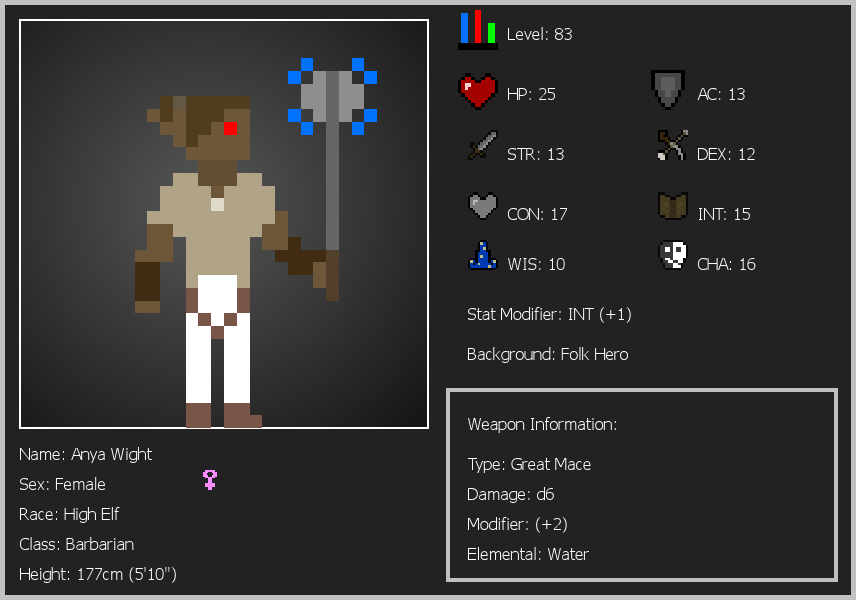 Level: 83
HP: 25
AC: 13
STR: 13
DEX: 12
CON: 17
INT: 15
WIS: 10
CHA: 16
Stat Modifier: INT (+1)
Background: Folk Hero
Weapon Information:
Type: Great Mace
Damage: d6
Modifier: (+2)
Elemental: Water
Name: Anya Wight
Sex: Female
Race: High Elf
Class: Barbarian
Height: 177cm (5'10")